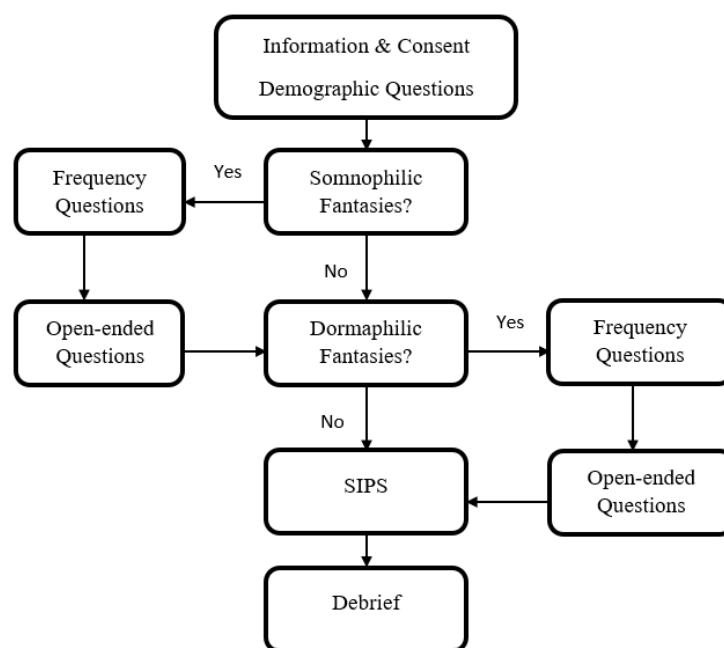 Information & Consent
Demographic Questions
Frequency
Questions
Yes
Somnophilic
Fantasies?
No
Open-ended
Questions
Dormaphilic
Fantasies?
Yes
Frequency
Questions
No
SIPS
Open-ended
Questions
Debrief